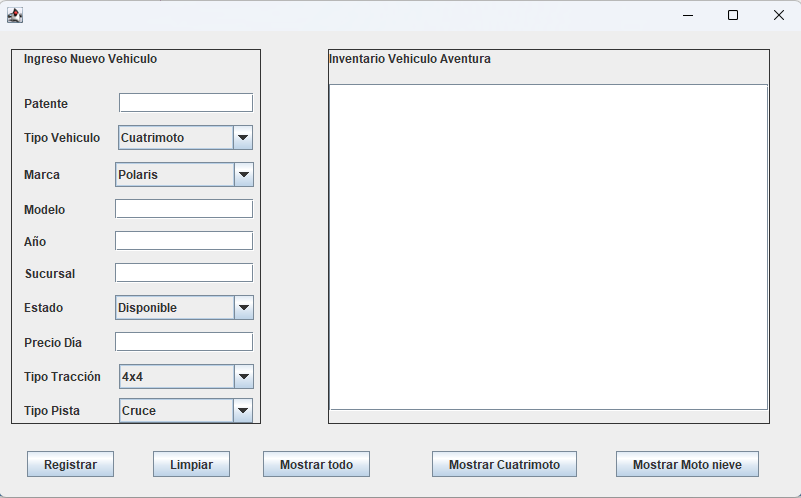 Ingreso Nuevo Vehiculo
Patente
Tipo Vehiculo Cuatrimoto
Marca Polaris
Modelo
Año
Sucursal
Estado Disponible
Precio Dia
Tipo Tracción 4x4
Tipo Pista Cruce
Inventario Vehiculo Aventura
Registrar Limpiar Mostrar todo Mostrar Cuatrimoto Mostrar Moto nieve